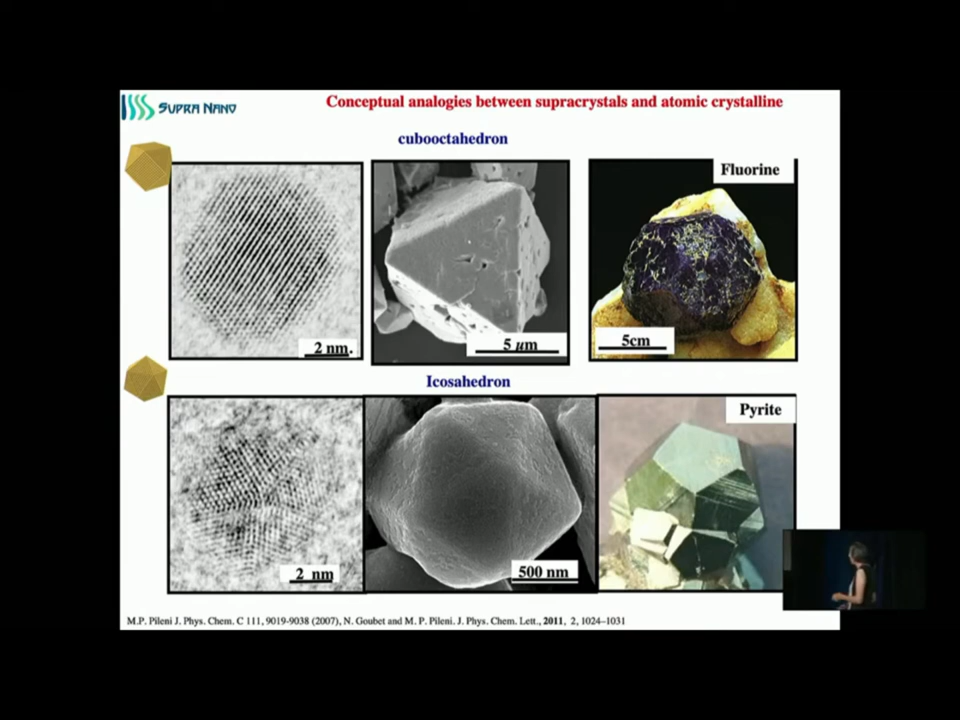 SUPRA NANO
Conceptual analogies between supracrystals and atomic crystalline
cubooctahedron
Fluorine
2 nm.
5 µm
5cm
Icosahedron
Pyrite
2 nm
500 nm
M.P. Pileni J. Phys. Chem. C 111, 9019-9038 (2007), N. Goubet and M. P. Pileni. J. Phys. Chem. Lett., 2011, 2, 1024–1031